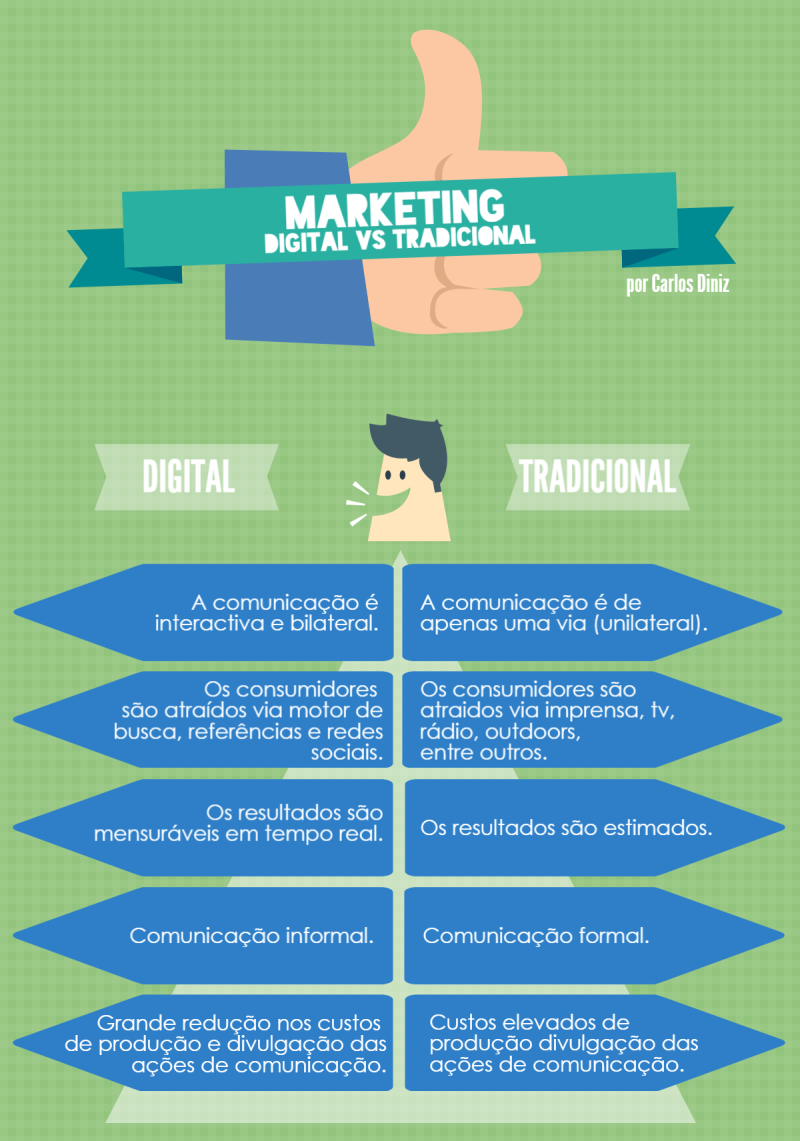 MARKETING
DIGITAL VS TRADICIONAL
por Carlos Diniz
DIGITAL
TRADICIONAL
A comunicação é
interactiva e bilateral.
A comunicação é de
apenas uma via (unilateral).
Os consumidores
são atraídos via motor de
busca, referências e redes
sociais.
Os consumidores são
atraidos via imprensa, tv,
rádio, outdoors,
entre outros.
Os resultados são
mensuráveis em tempo real.
Os resultados são estimados.
Comunicação informal.
Comunicação formal.
Grande redução nos custos
de produção e divulgação das
ações de comunicação.
Custos elevados de
produção divulgação das
ações de comunicação.